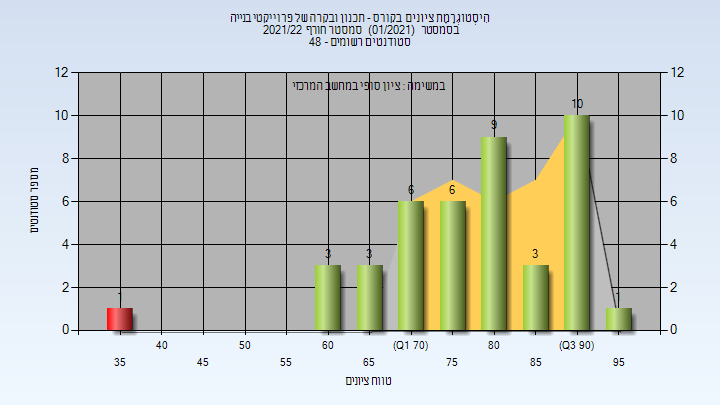 היסטוגרמת ציונים בקורס - תכנון ובקרה של פרוייקטי בנייה
בסמסטר (01/2021) סמסטר חורף 2021/22
סטודנטים רשומים - 48
במשימה : ציון סופי במחשב המרכזי
12 12
10 10
8 8
6 6
4 4
2 2
0 0
מספר סטודנטים
3 3 6 6 9 3 10
40 50 60 (Q1 70) 80 (Q3 90)
35 45 55 65 75 85 95
טווח ציונים